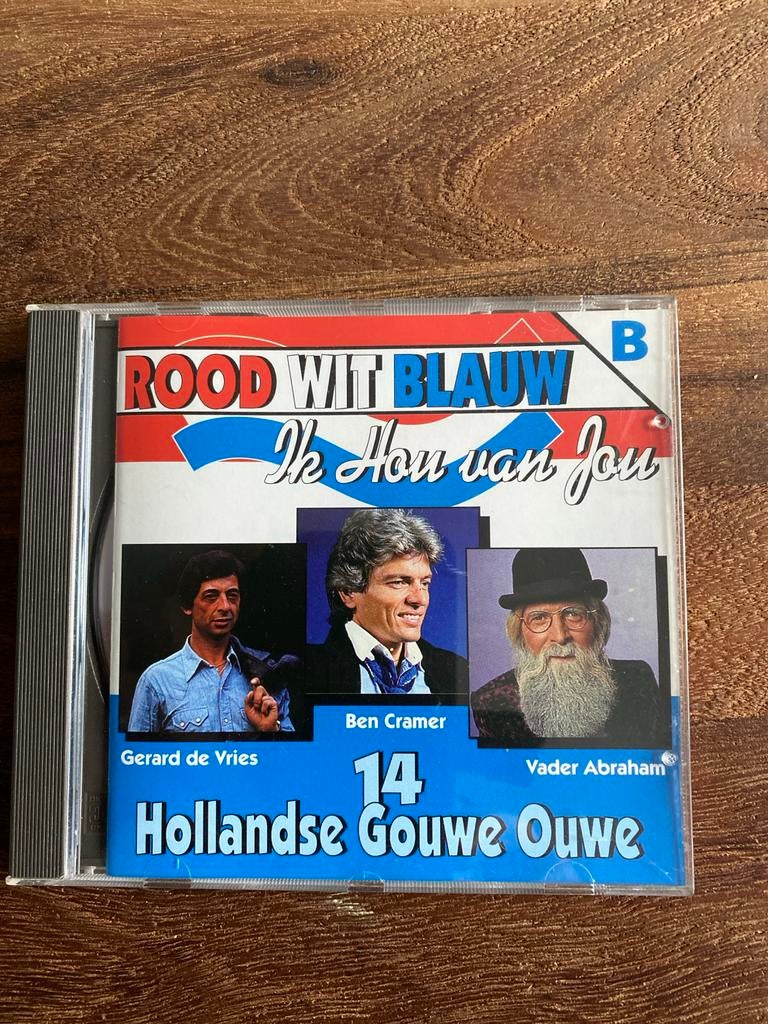 B
ROOD WIT BLAUW
Ik Hou van Jou
Ben Cramer
Gerard de Vries
Vader Abraham
14
Hollandse Gouwe Ouwe